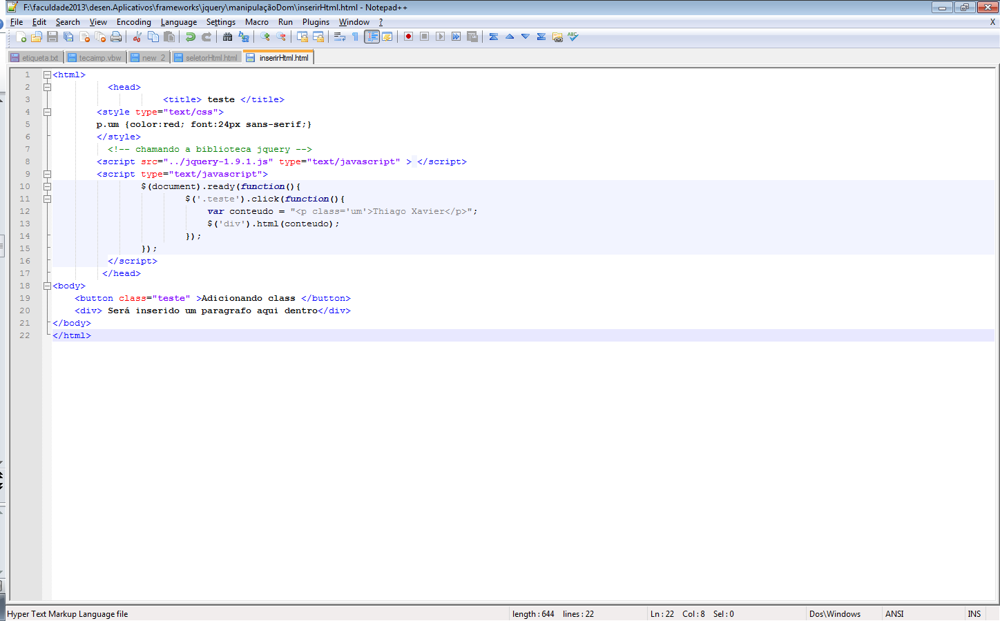 F:\faculdade2013\desen.Aplicativos\frameworks\jquery\manipulaçãoDom\inserirHtml.html - Notepad++
File Edit Search View Encoding Language Settings Macro Run Plugins Window ? X
etiqueta.txt tecaimp.vbw new 2 seletorHtml.html inserirHtml.html
1 <html>
2 <head>
3 <title> teste </title>
4 <style type="text/css">
5 p.um {color:red; font:24px sans-serif;}
6 </style>
7 <!-- chamando a biblioteca jquery -->
8 <script src="../jquery-1.9.1.js" type="text/javascript" > </script>
9 <script type="text/javascript">
10 $(document).ready(function(){
11 $('.teste').click(function(){
12 var conteudo = "<p class='um'>Thiago Xavier</p>";
13 $('div').html(conteudo);
14 });
15 });
16 </script>
17 </head>
18 <body>
19 <button class="teste" >Adicionando class </button>
20 <div> Será inserido um paragrafo aqui dentro</div>
21 </body>
22 </html>
Hyper Text Markup Language file length : 644 lines : 22 Ln : 22 Col : 8 Sel : 0 Dos\Windows ANSI INS